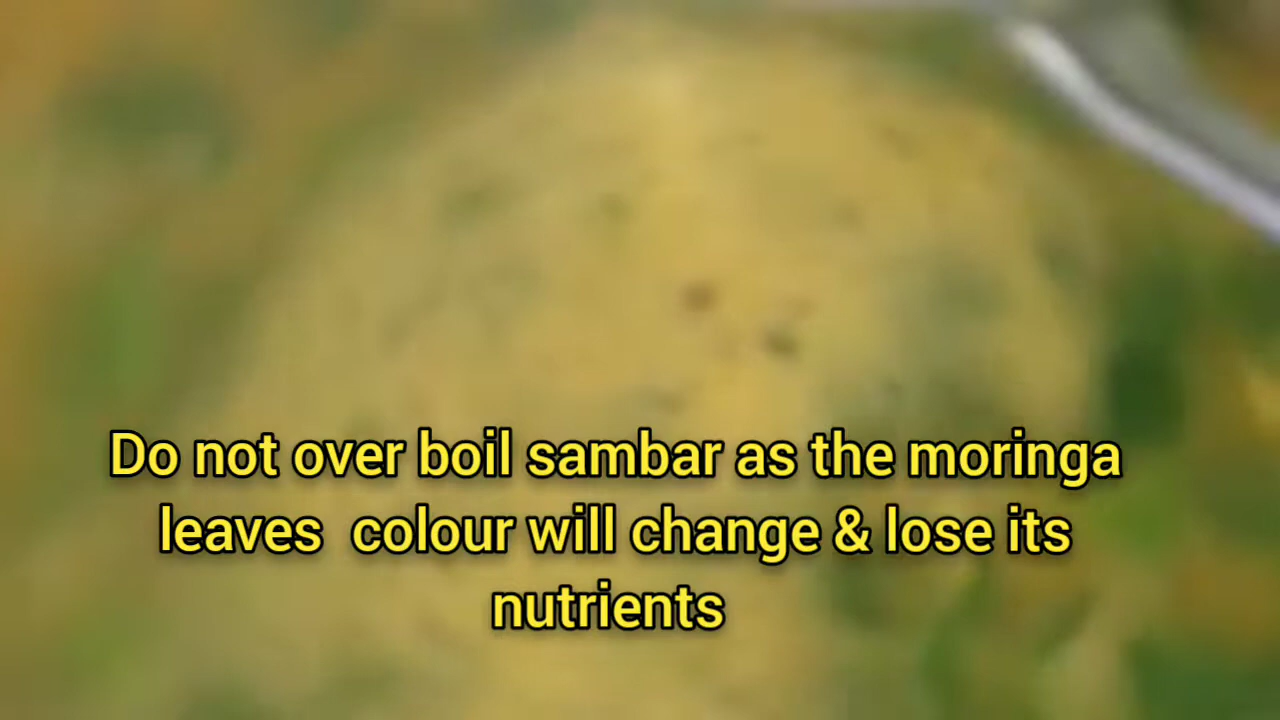 Do not over boil sambar as the moringa
leaves  colour will change & lose its
nutrients